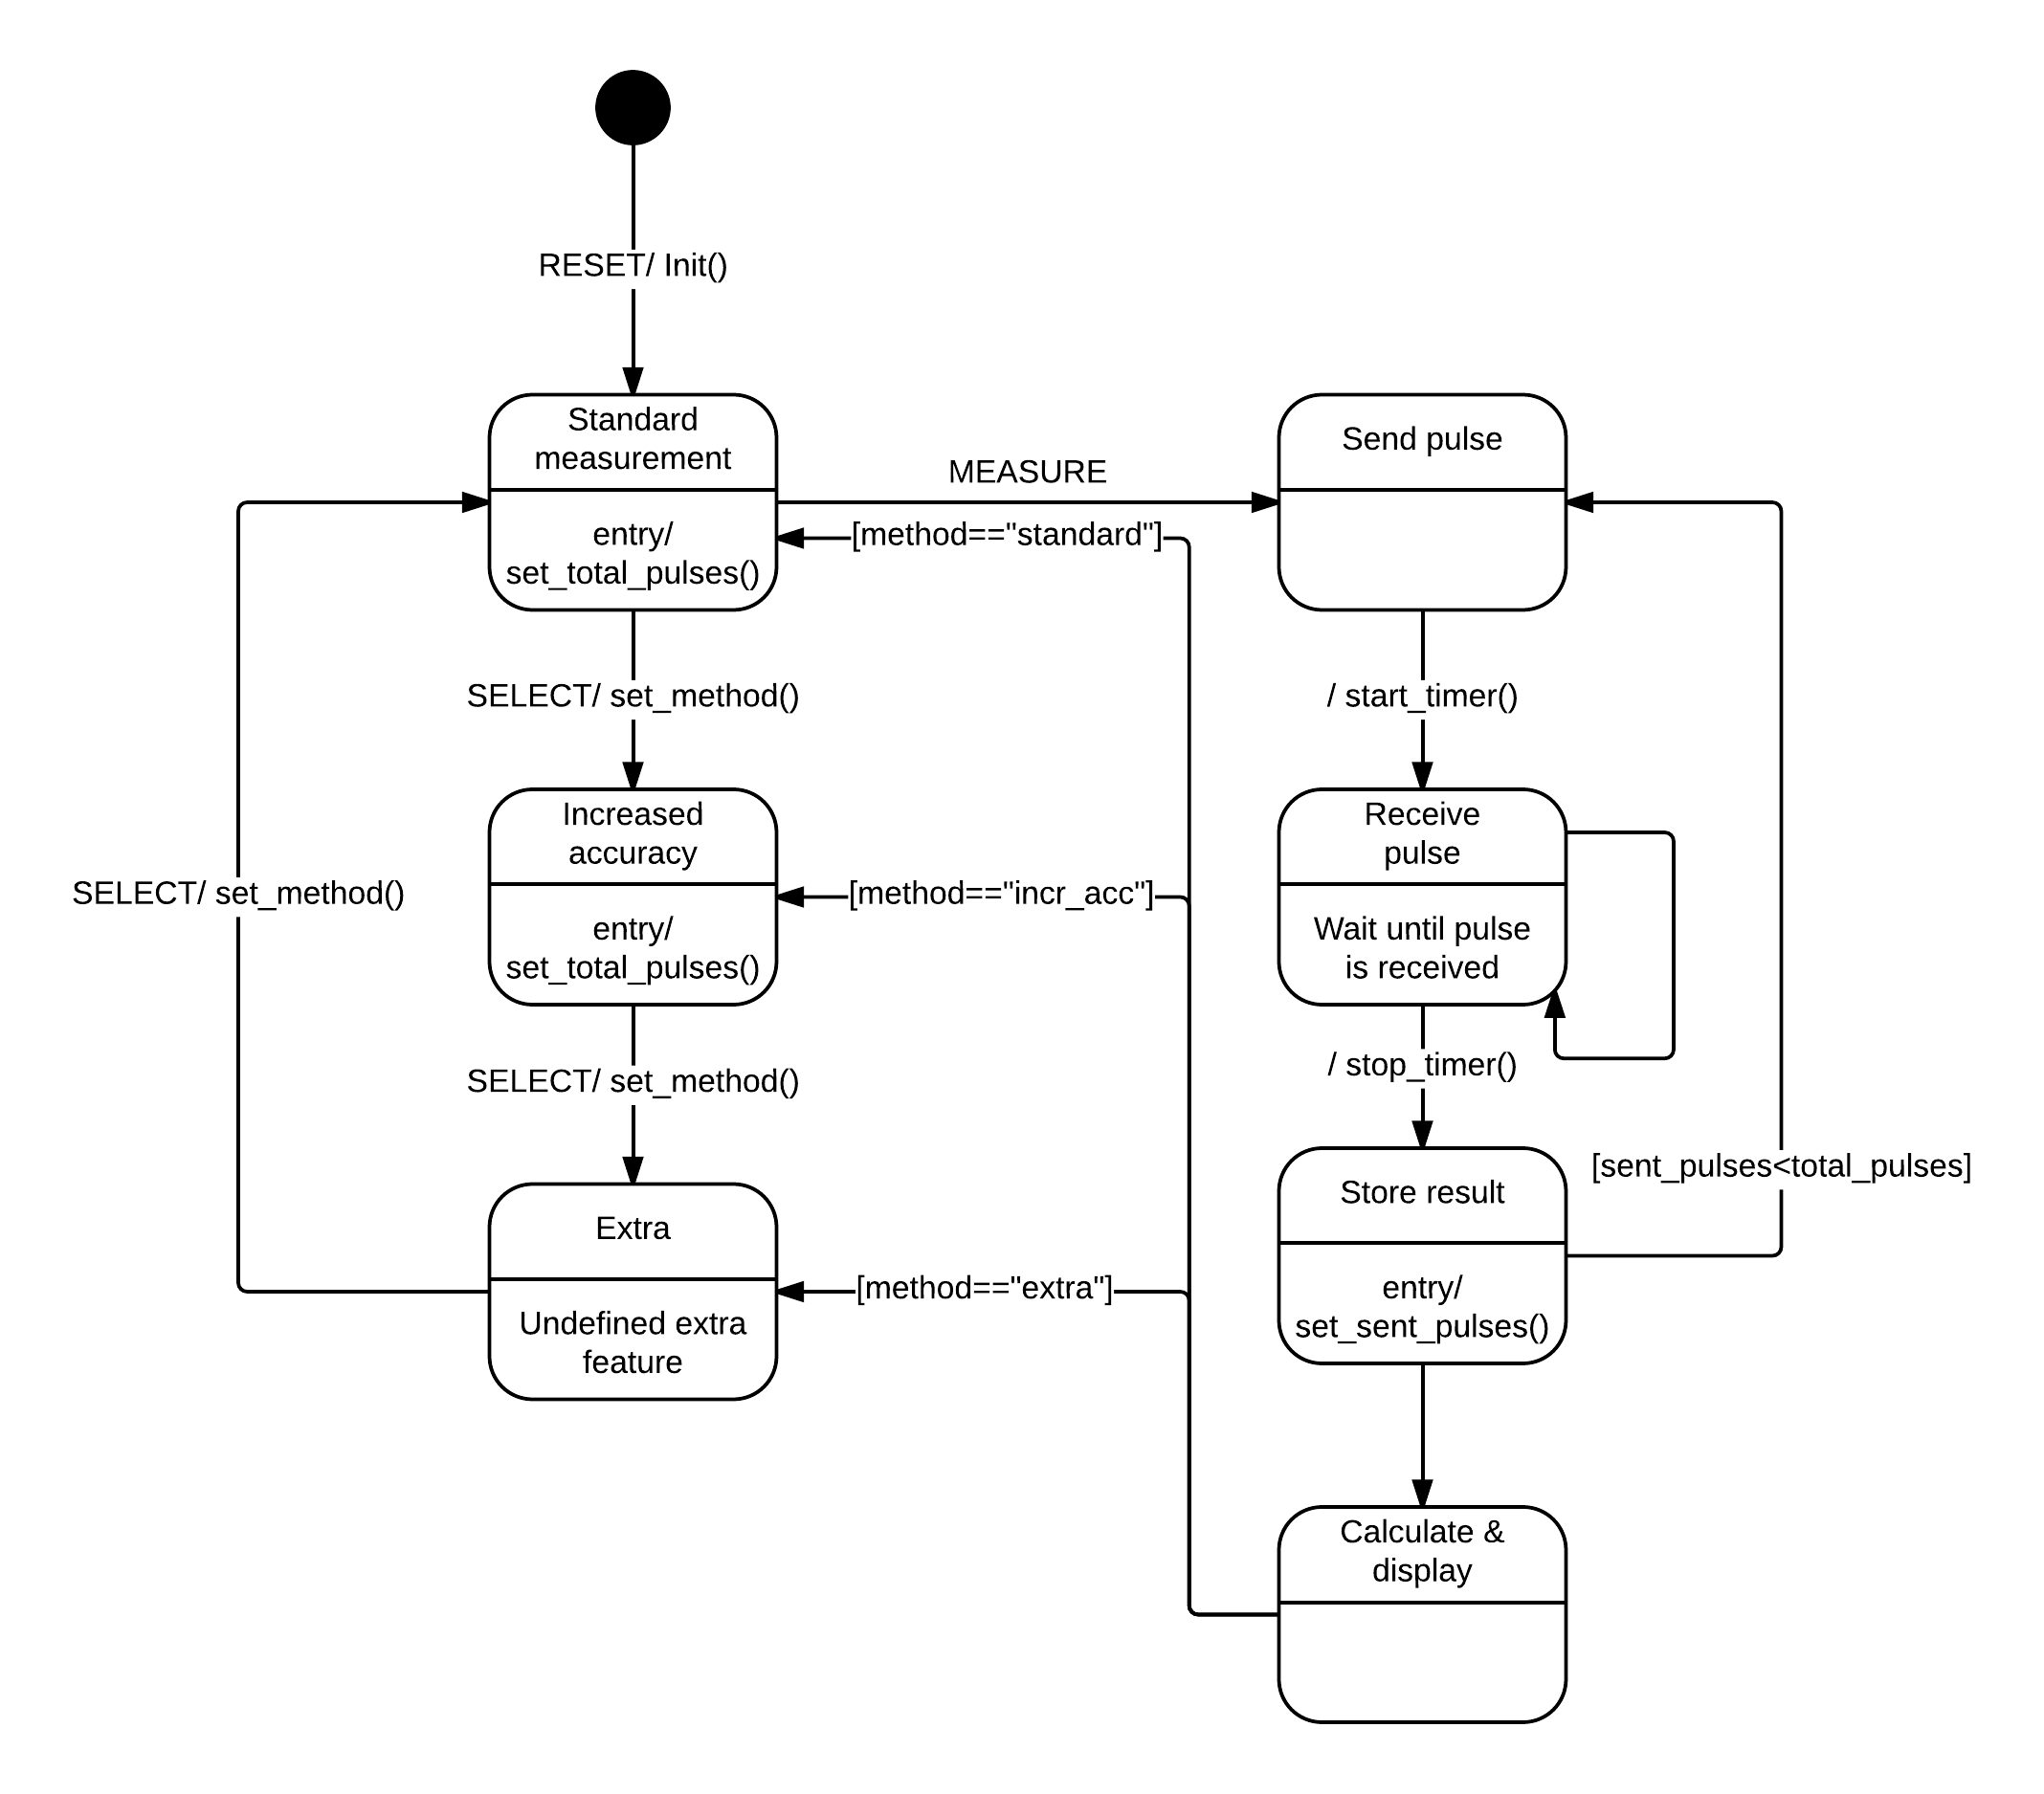 RESET/ Init()
Standard
measurement
entry/
set_total_pulses()
MEASURE
[method=="standard"]
Send pulse
SELECT/ set_method()
/ start_timer()
Increased
accuracy
entry/
set_total_pulses()
SELECT/ set_method()
[method=="incr_acc"]
Receive
pulse
Wait until pulse
is received
SELECT/ set_method()
/ stop_timer()
[sent_pulses<total_pulses]
Extra
Undefined extra
feature
[method=="extra"]
Store result
entry/
set_sent_pulses()
Calculate &
display